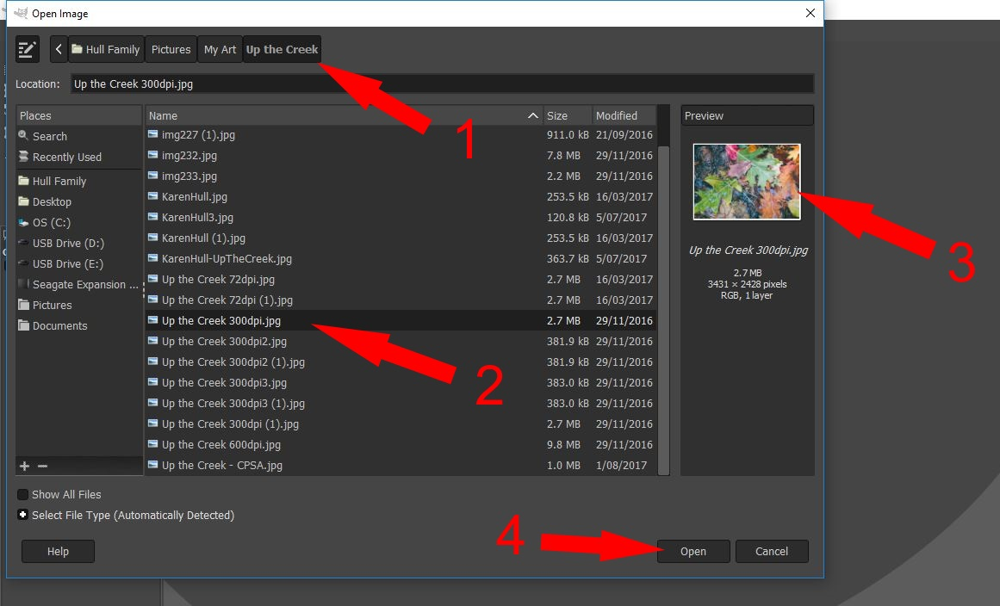 Open Image
Hull Family Pictures My Art Up the Creek
Location: Up the Creek 300dpi.jpg
1
Places
Search
Recently Used
Hull Family
Desktop
OS (C:)
USB Drive (D:)
USB Drive (E:)
Seagate Expansion ...
Pictures
Documents
Name Size Modified
img227 (1).jpg 911.0 kB 21/09/2016
img232.jpg 7.8 MB 29/11/2016
img233.jpg 2.2 MB 29/11/2016
KarenHull.jpg 253.5 kB 16/03/2017
KarenHull3.jpg 120.8 kB 5/07/2017
KarenHull (1).jpg 253.5 kB 16/03/2017
KarenHull-UpTheCreek.jpg 363.7 kB 5/07/2017
Up the Creek 72dpi.jpg 2.7 MB 16/03/2017
Up the Creek 72dpi (1).jpg 2.7 MB 16/03/2017
Up the Creek 300dpi.jpg 2.7 MB 29/11/2016
Up the Creek 300dpi2.jpg 381.9 kB 29/11/2016
Up the Creek 300dpi2 (1).jpg 381.9 kB 29/11/2016
Up the Creek 300dpi3.jpg 383.0 kB 29/11/2016
Up the Creek 300dpi3 (1).jpg 383.0 kB 29/11/2016
Up the Creek 300dpi (1).jpg 2.7 MB 29/11/2016
Up the Creek 600dpi.jpg 9.8 MB 29/11/2016
Up the Creek - CPSA.jpg 1.0 MB 1/08/2017
2
Preview
3
Up the Creek 300dpi.jpg
2.7 MB
3431 × 2428 pixels
RGB, 1 layer
Show All Files
Select File Type (Automatically Detected)
4
Help Open Cancel